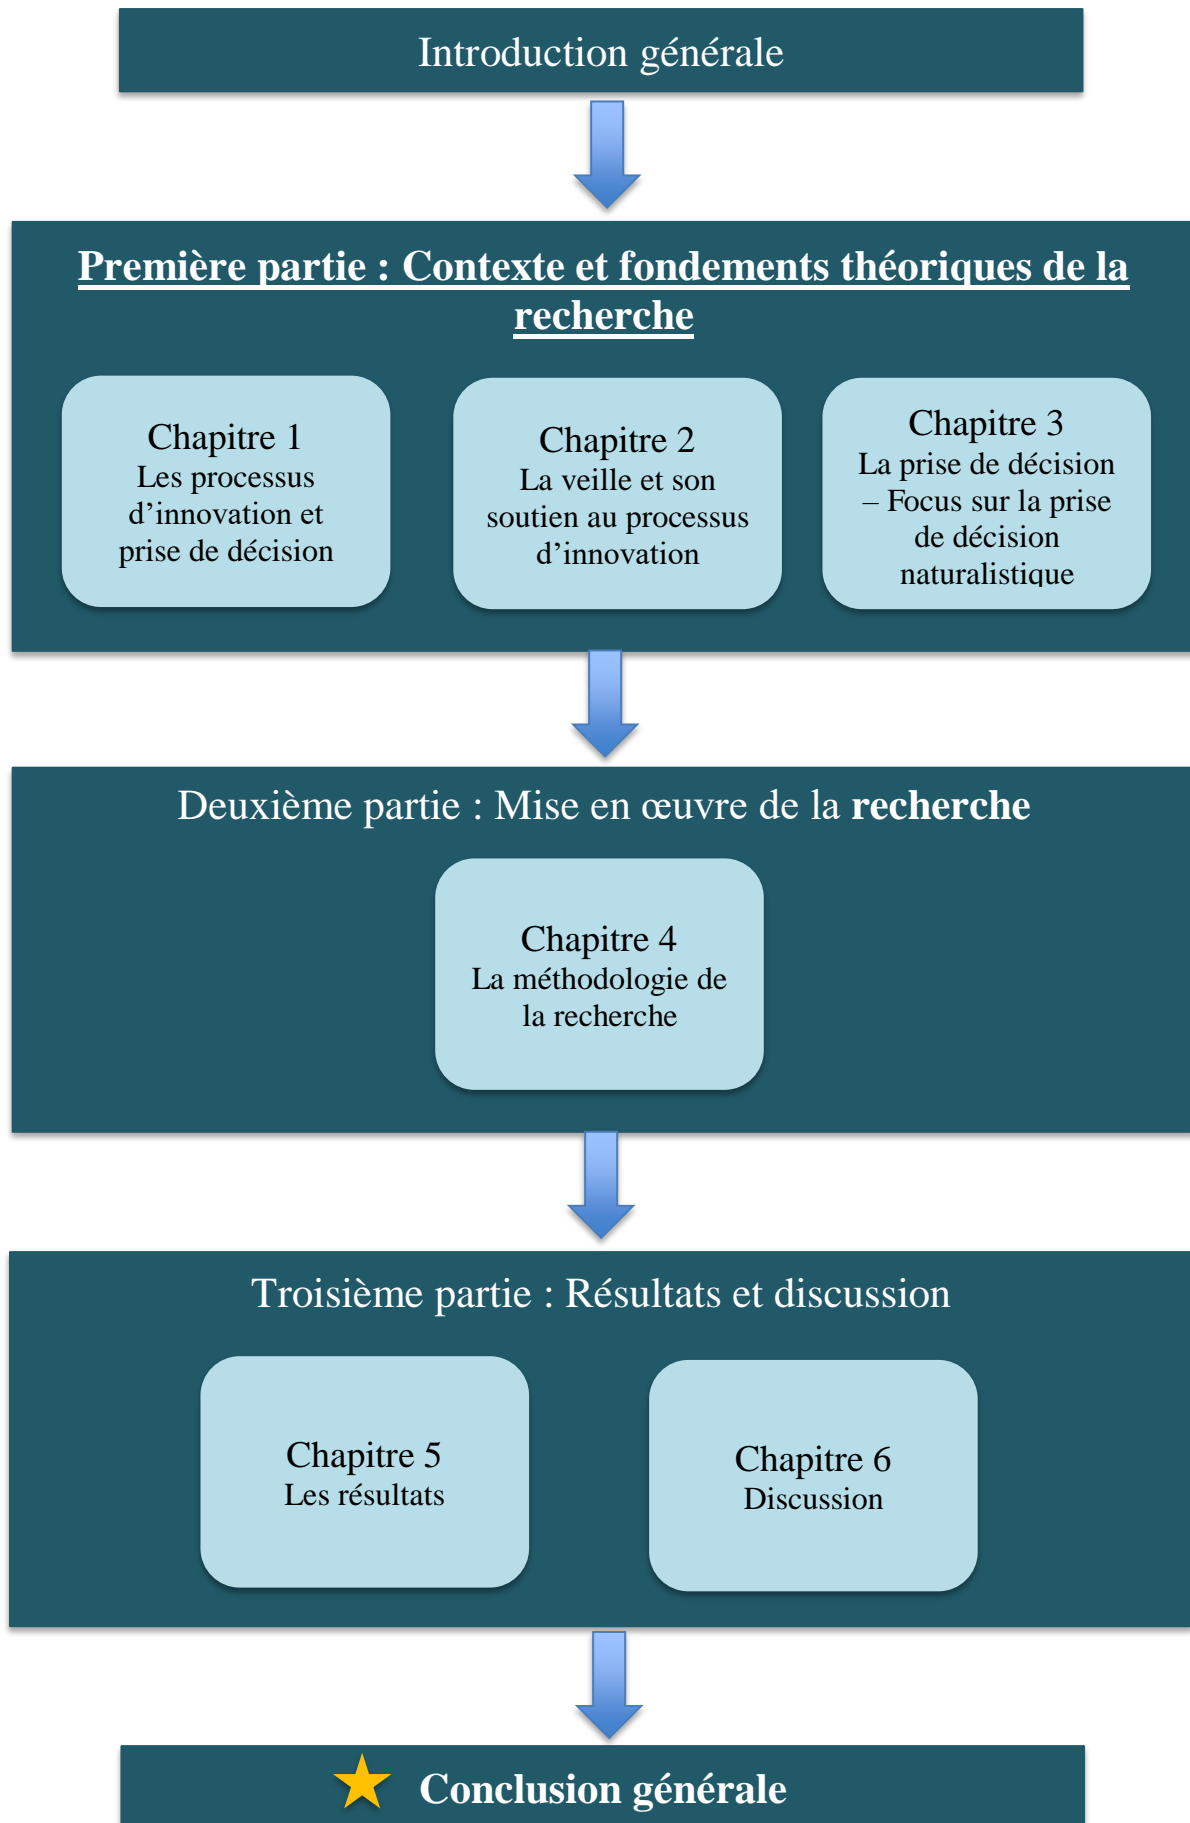 Introduction générale
Première partie : Contexte et fondements théoriques de la
recherche
Chapitre 1
Les processus
d’innovation et
prise de décision
Chapitre 2
La veille et son
soutien au processus
d’innovation
Chapitre 3
La prise de décision
– Focus sur la prise
de décision
naturalistique
Deuxième partie : Mise en œuvre de la recherche
Chapitre 4
La méthodologie de
la recherche
Troisième partie : Résultats et discussion
Chapitre 5
Les résultats
Chapitre 6
Discussion
Conclusion générale